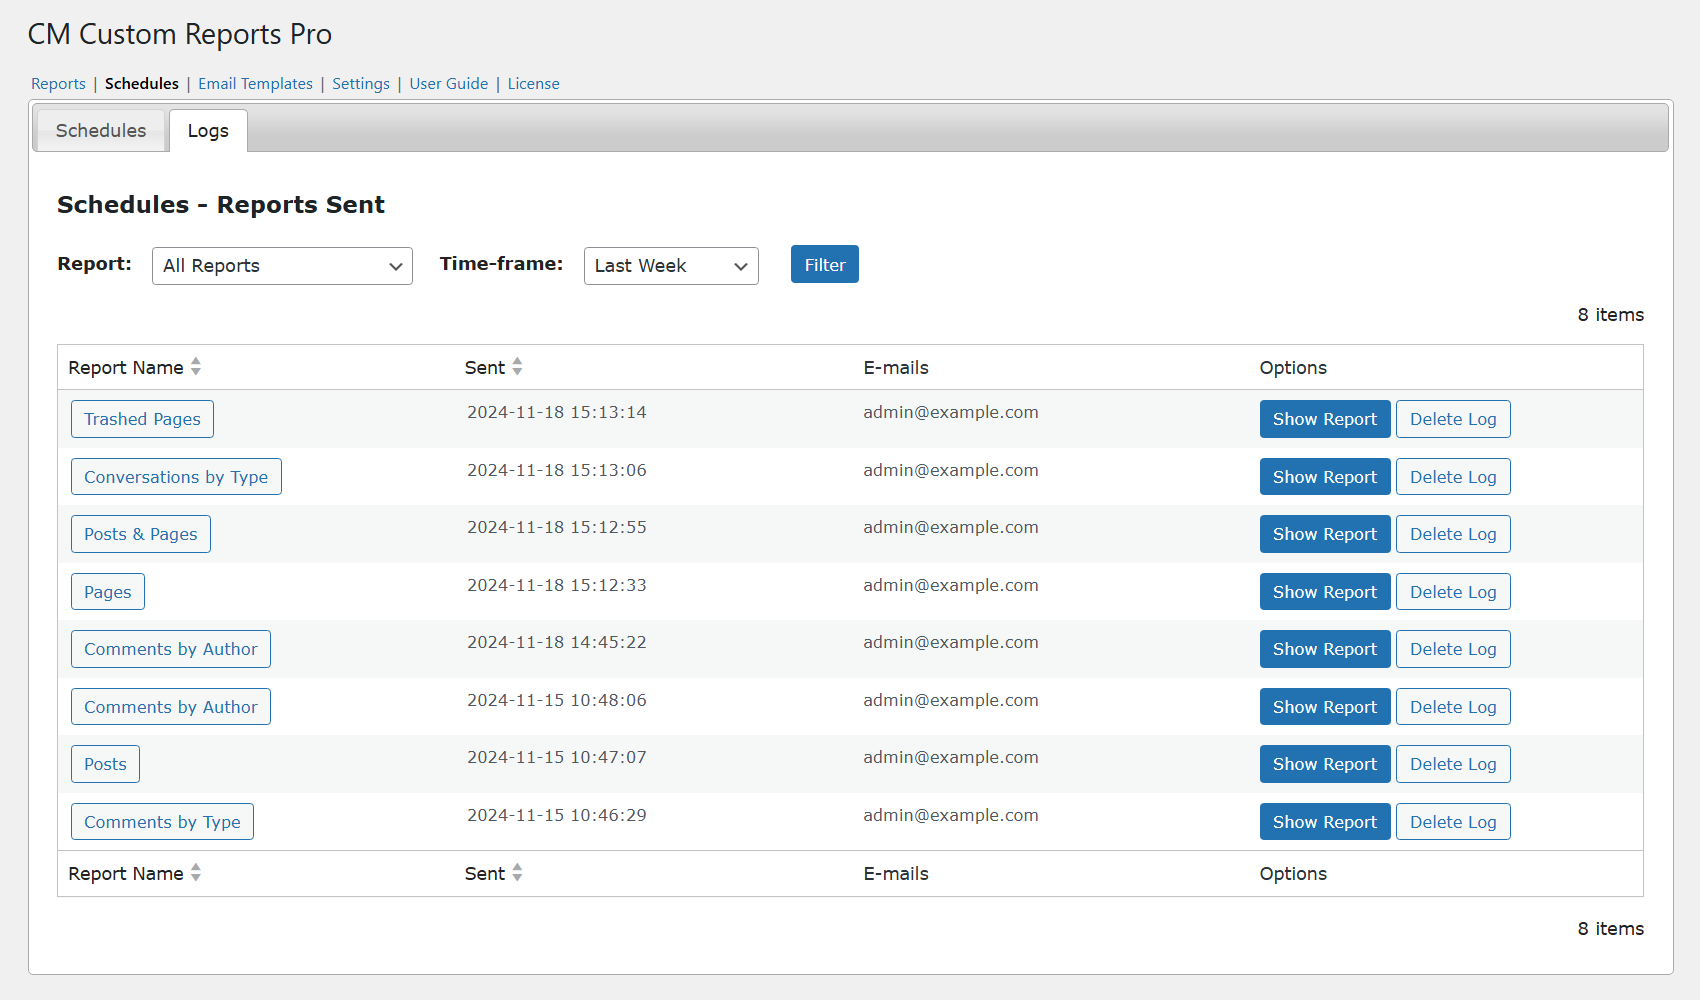 CM Custom Reports Pro
Reports | Schedules | Email Templates | Settings | User Guide | License
Schedules Logs
Schedules - Reports Sent
Report: All Reports Time-frame: Last Week Filter
8 items
Report Name Sent E-mails Options
Trashed Pages 2024-11-18 15:13:14 admin@example.com Show Report Delete Log
Conversations by Type 2024-11-18 15:13:06 admin@example.com Show Report Delete Log
Posts & Pages 2024-11-18 15:12:55 admin@example.com Show Report Delete Log
Pages 2024-11-18 15:12:33 admin@example.com Show Report Delete Log
Comments by Author 2024-11-18 14:45:22 admin@example.com Show Report Delete Log
Comments by Author 2024-11-15 10:48:06 admin@example.com Show Report Delete Log
Posts 2024-11-15 10:47:07 admin@example.com Show Report Delete Log
Comments by Type 2024-11-15 10:46:29 admin@example.com Show Report Delete Log
Report Name Sent E-mails Options
8 items